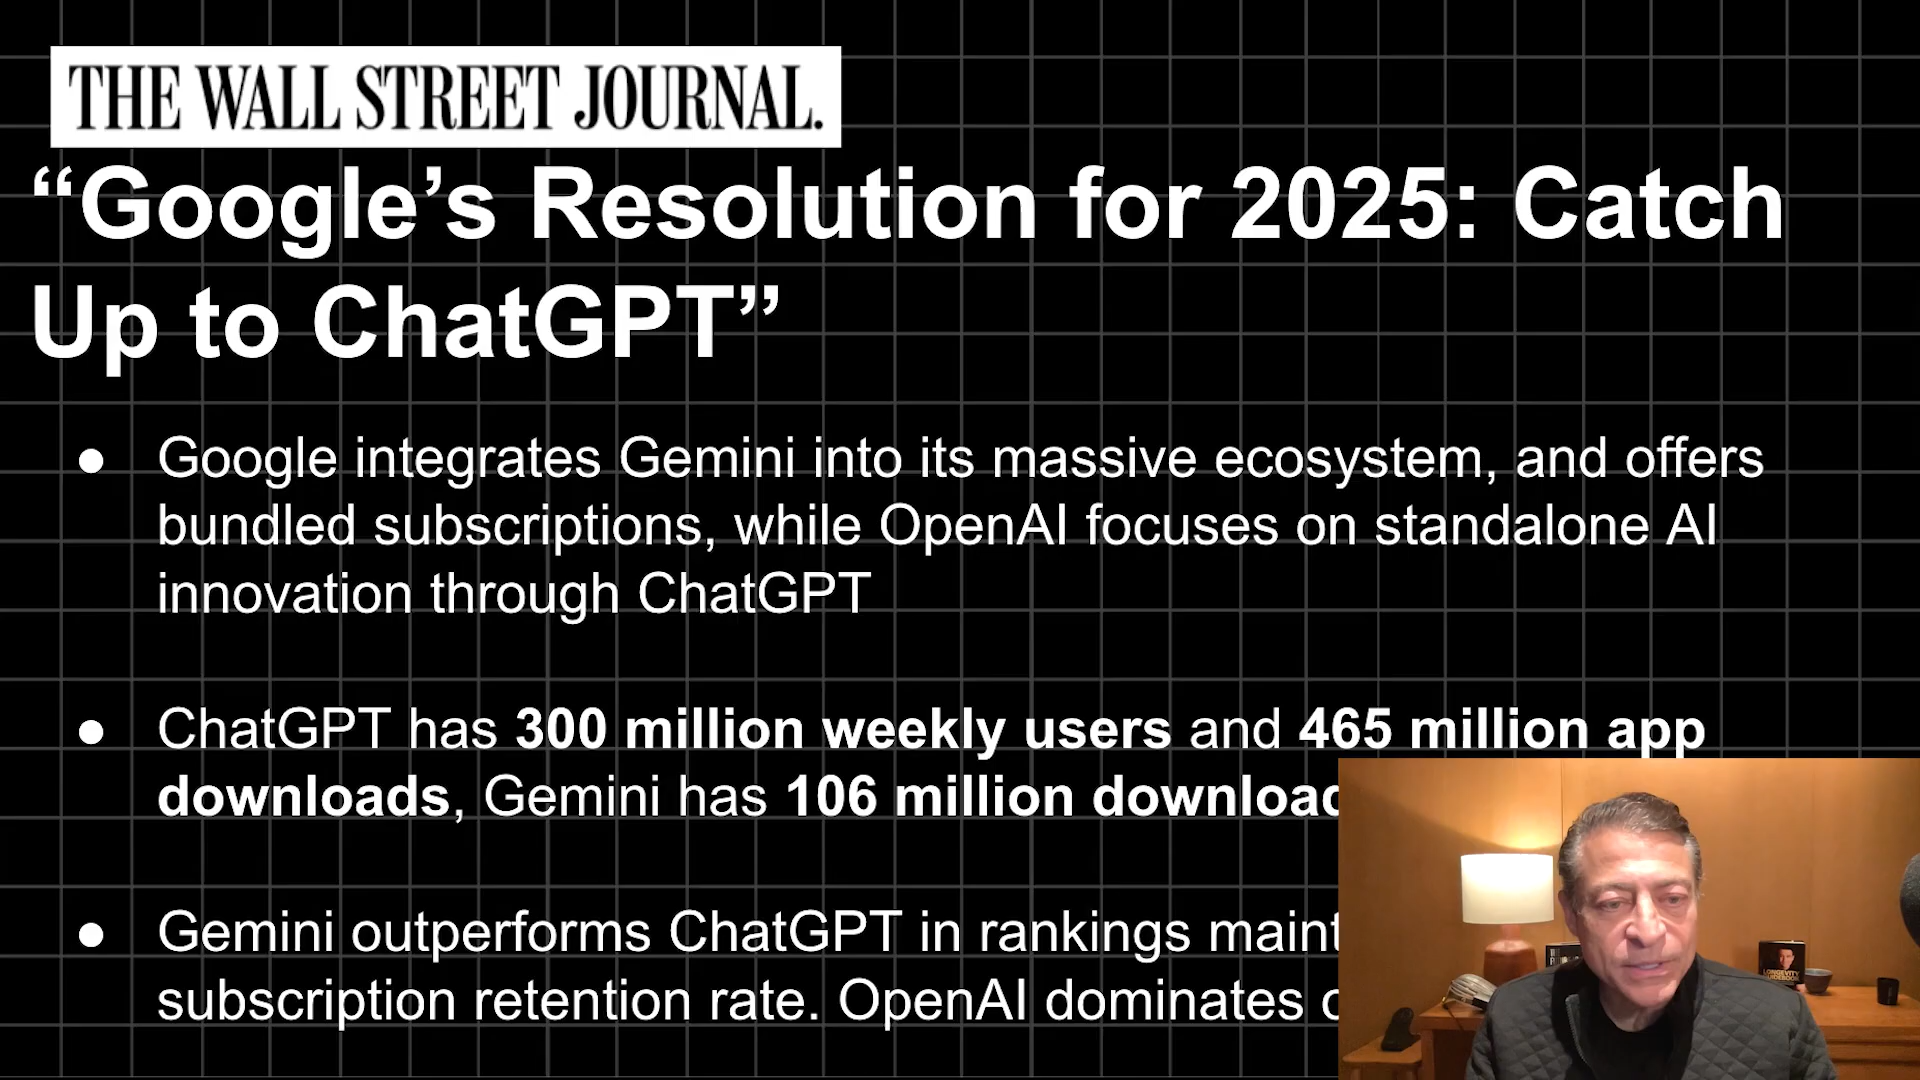 THE WALL STREET JOURNAL.
“Google’s Resolution for 2025: Catch
Up to ChatGPT”
● Google integrates Gemini into its massive ecosystem, and offers
bundled subscriptions, while OpenAI focuses on standalone AI
innovation through ChatGPT
● ChatGPT has 300 million weekly users and 465 million app
downloads, Gemini has 106 million
● Gemini outperforms ChatGPT in rankings
subscription retention rate. OpenAI dominates
LONGEVITY
GUIDEBOOK